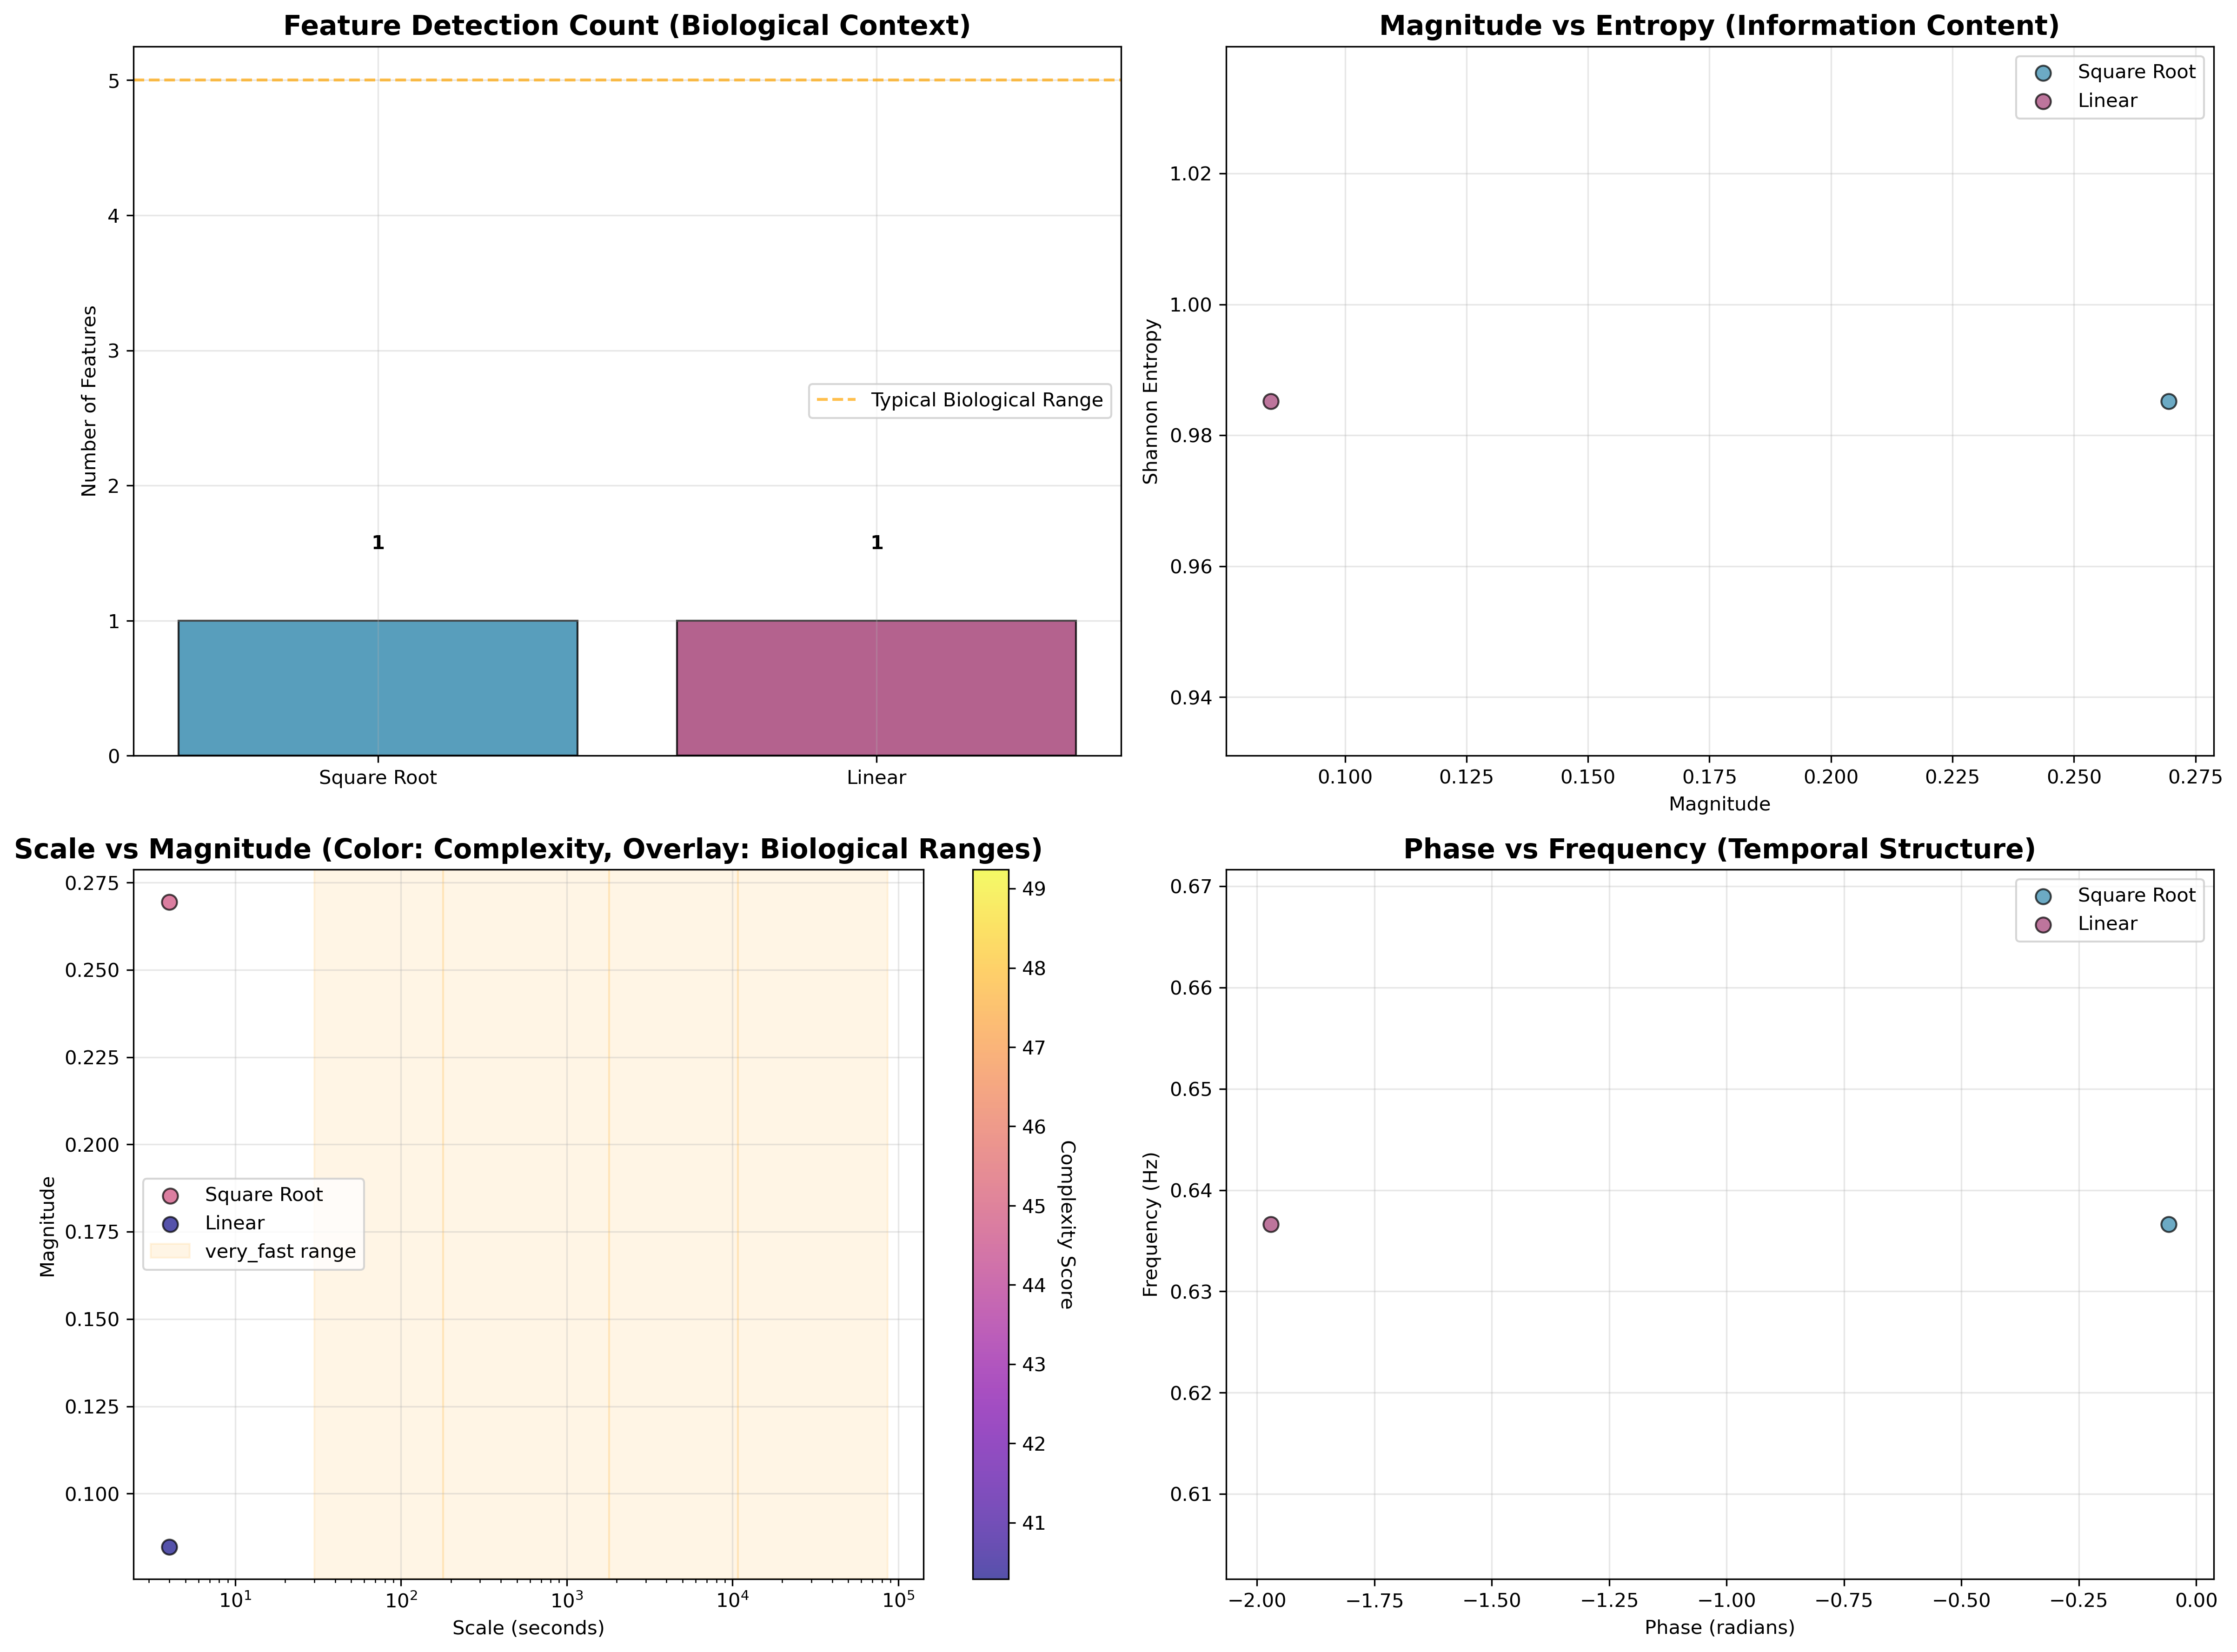 Feature Detection Count (Biological Context)
Number of Features
5
4
3
2
1
0
Typical Biological Range
1
1
Square Root
Linear
Magnitude vs Entropy (Information Content)
Shannon Entropy
1.02
1.00
0.98
0.96
0.94
Square Root
Linear
0.100
0.125
0.150
0.175
0.200
0.225
0.250
0.275
Magnitude
Scale vs Magnitude (Color: Complexity, Overlay: Biological Ranges)
Magnitude
0.275
0.250
0.225
0.200
0.175
0.150
0.125
0.100
Square Root
Linear
very_fast range
10¹
10²
10³
10⁴
10⁵
Scale (seconds)
49
48
47
46
45
44
43
42
41
Complexity Score
Phase vs Frequency (Temporal Structure)
Frequency (Hz)
0.67
0.66
0.65
0.64
0.63
0.62
0.61
Square Root
Linear
−2.00
−1.75
−1.50
−1.25
−1.00
−0.75
−0.50
−0.25
0.00
Phase (radians)